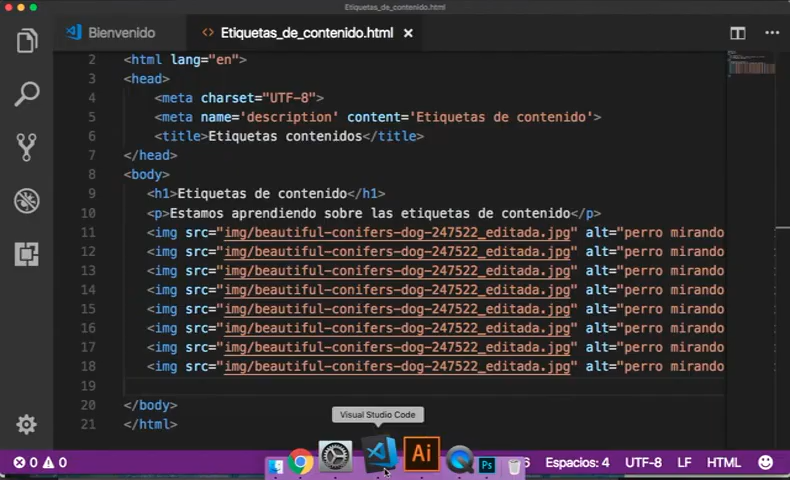 Etiquetas_de_contenido.html
Bienvenido
<> Etiquetas_de_contenido.html ×
2 <html lang="en">
3 <head>
4 <meta charset="UTF-8">
5 <meta name='description' content='Etiquetas de contenido'>
6 <title>Etiquetas contenidos</title>
7 </head>
8 <body>
9 <h1>Etiquetas de contenido</h1>
10 <p>Estamos aprendiendo sobre las etiquetas de contenido</p>
11 <img src="img/beautiful-conifers-dog-247522_editada.jpg" alt="perro mirando
12 <img src="img/beautiful-conifers-dog-247522_editada.jpg" alt="perro mirando
13 <img src="img/beautiful-conifers-dog-247522_editada.jpg" alt="perro mirando
14 <img src="img/beautiful-conifers-dog-247522_editada.jpg" alt="perro mirando
15 <img src="img/beautiful-conifers-dog-247522_editada.jpg" alt="perro mirando
16 <img src="img/beautiful-conifers-dog-247522_editada.jpg" alt="perro mirando
17 <img src="img/beautiful-conifers-dog-247522_editada.jpg" alt="perro mirando
18 <img src="img/beautiful-conifers-dog-247522_editada.jpg" alt="perro mirando
19
20 </body>
21 </html>
Visual Studio Code
Ai
Ps
0 0
Espacios: 4 UTF-8 LF HTML